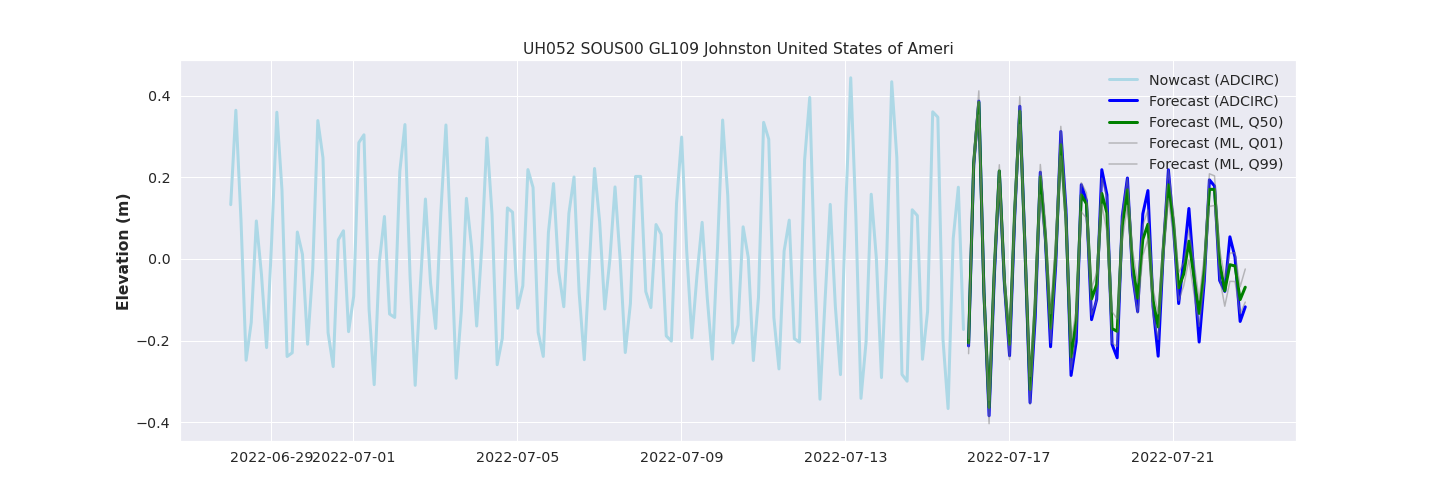 UH052 SOUS00 GL109 Johnston United States of Ameri
Nowcast (ADCIRC)
Forecast (ADCIRC)
Forecast (ML, Q50)
Forecast (ML, Q01)
Forecast (ML, Q99)
Elevation (m)
0.4
0.2
0.0
−0.2
−0.4
2022-06-29 2022-07-01 2022-07-05 2022-07-09 2022-07-13 2022-07-17 2022-07-21